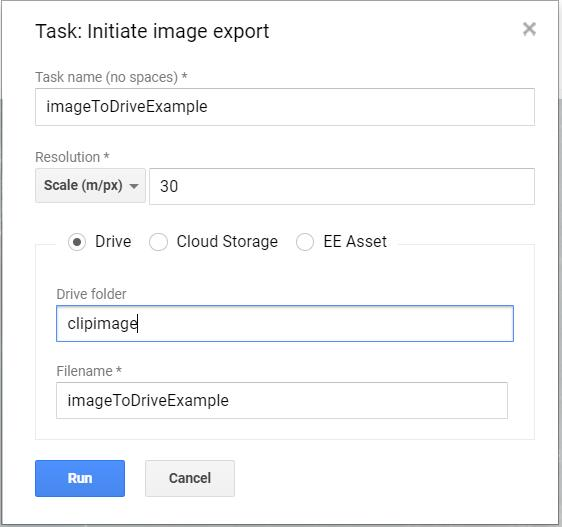 Task: Initiate image export
Task name (no spaces) *
imageToDriveExample
Resolution *
Scale (m/px) 30
Drive Cloud Storage EE Asset
Drive folder
clipimage
Filename *
imageToDriveExample
Run Cancel